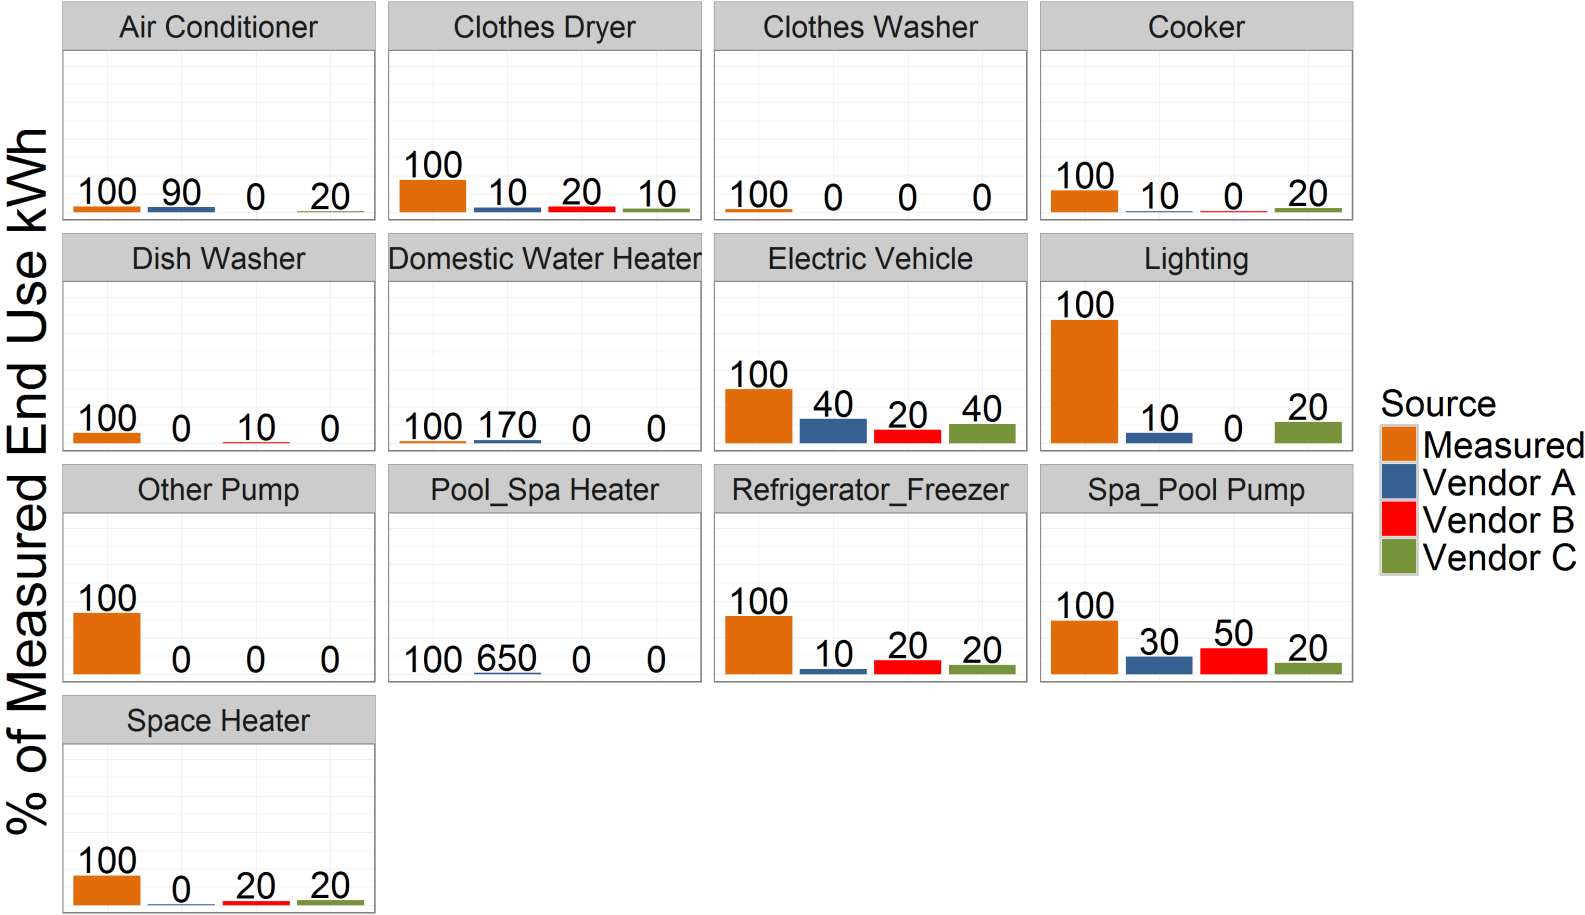 % of Measured End Use kWh
Air Conditioner
100 90 0 20
Clothes Dryer
100 10 20 10
Clothes Washer
100 0 0 0
Cooker
100 10 0 20
Dish Washer
100 0 10 0
Domestic Water Heater
100 170 0 0
Electric Vehicle
100 40 20 40
Lighting
100 10 0 20
Other Pump
100 0 0 0
Pool_Spa Heater
100 650 0 0
Refrigerator_Freezer
100 10 20 20
Spa_Pool Pump
100 30 50 20
Space Heater
100 0 20 20
Source
Measured
Vendor A
Vendor B
Vendor C